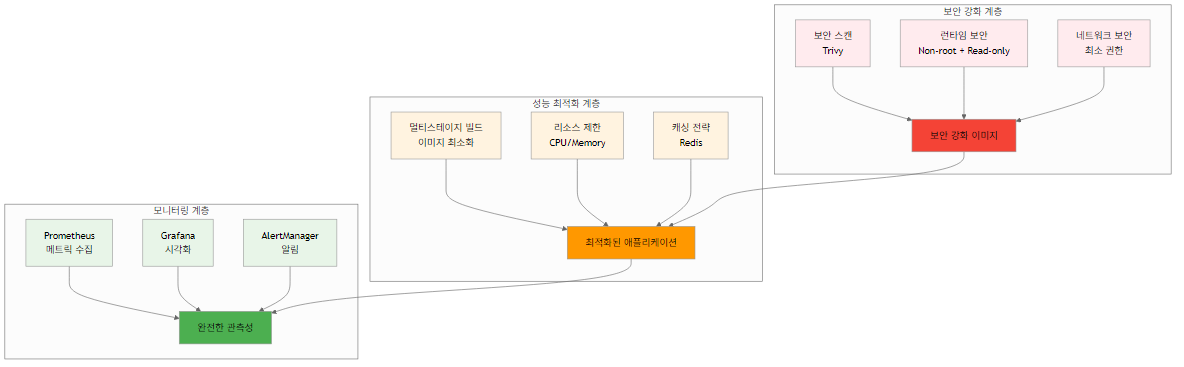 보안 강화 계층
보안 스캔
Trivy
런타임 보안
Non-root + Read-only
네트워크 보안
최소 권한
보안 강화 이미지
성능 최적화 계층
멀티스테이지 빌드
이미지 최소화
리소스 제한
CPU/Memory
캐싱 전략
Redis
최적화된 애플리케이션
모니터링 계층
Prometheus
메트릭 수집
Grafana
시각화
AlertManager
알림
완전한 관측성